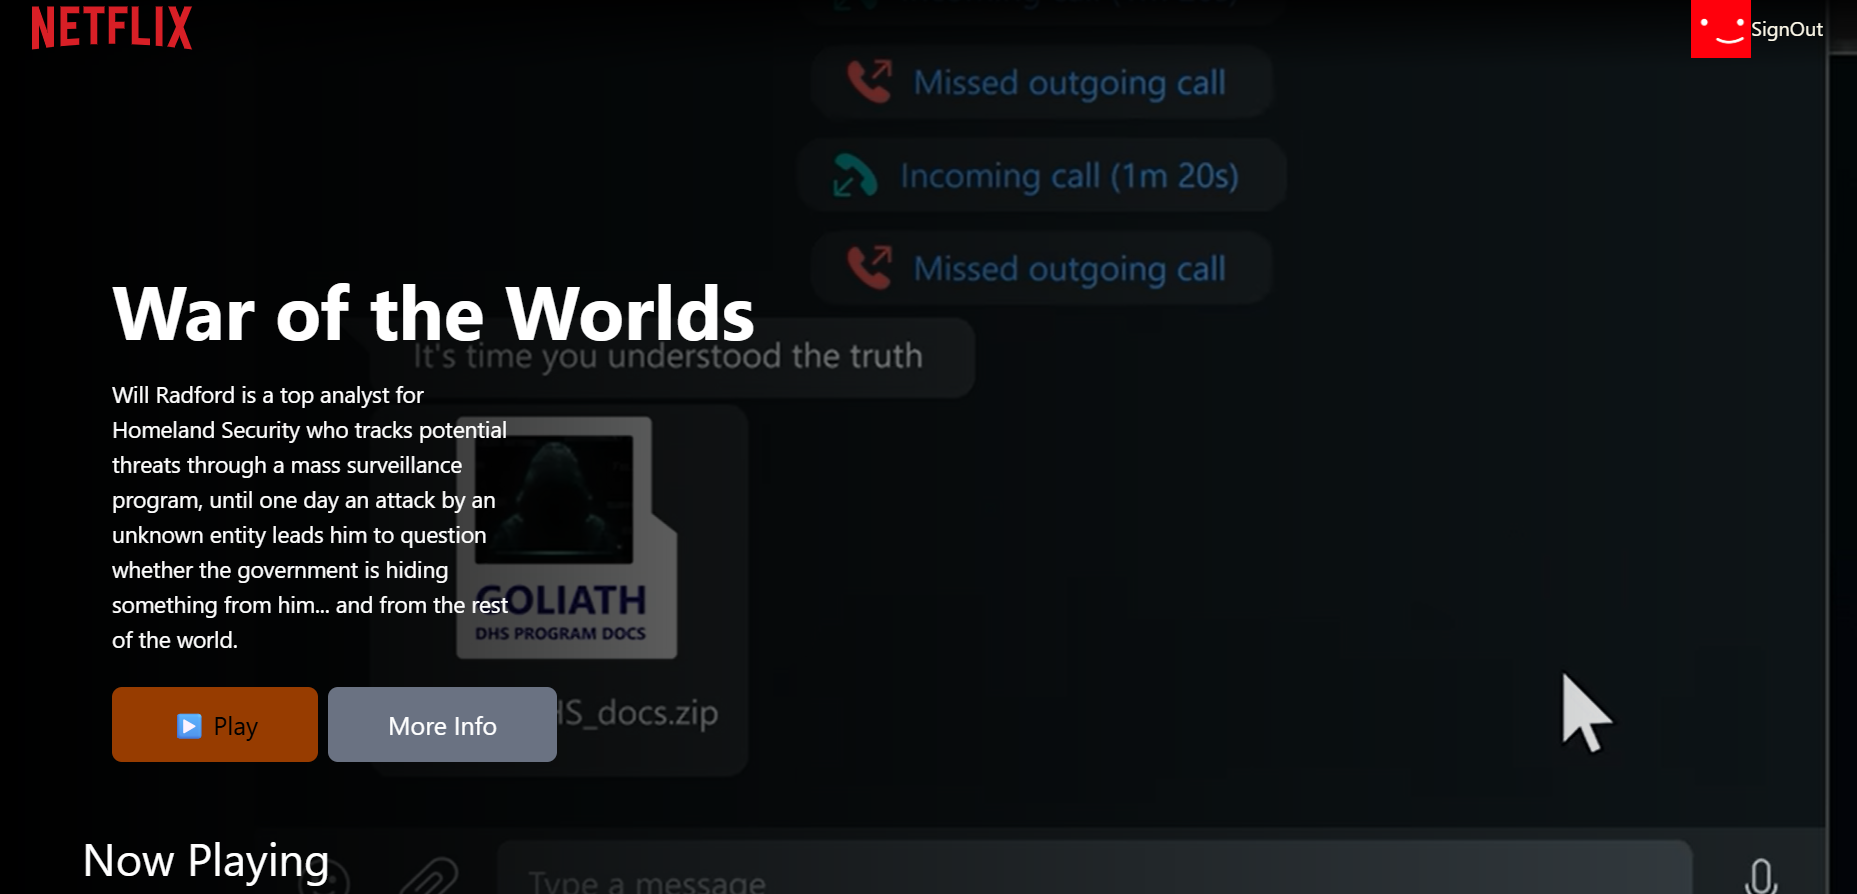 NETFLIX
SignOut
Missed outgoing call
Incoming call (1m 20s)
Missed outgoing call
War of the Worlds
It's time you understood the truth
Will Radford is a top analyst for
Homeland Security who tracks potential
threats through a mass surveillance
program, until one day an attack by an
unknown entity leads him to question
whether the government is hiding
something from him... and from the rest
of the world.
GOLIATH
DHS PROGRAM DOCS
HS_docs.zip
Play
More Info
Now Playing
Type a message